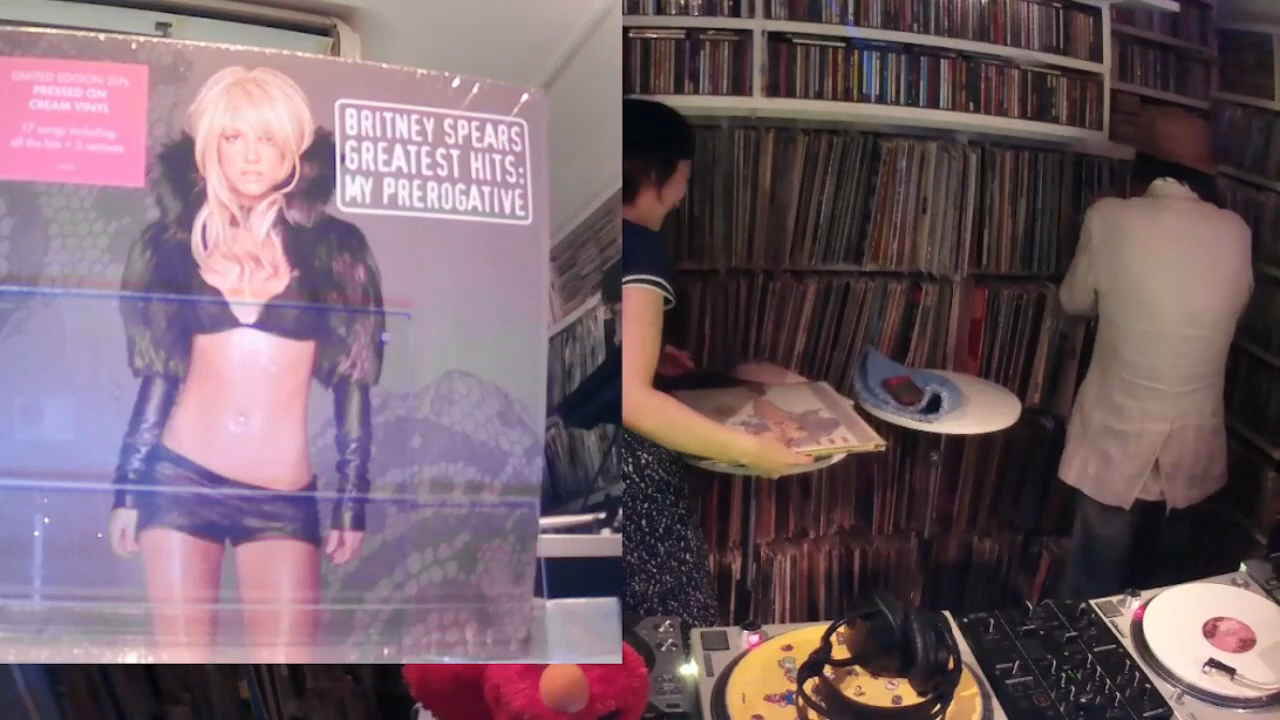 LIMITED EDITION 2LPs
PRESSED ON
CREAM VINYL
17 songs including
all the hits + 3 remixes
BRITNEY SPEARS
GREATEST HITS:
MY PREROGATIVE